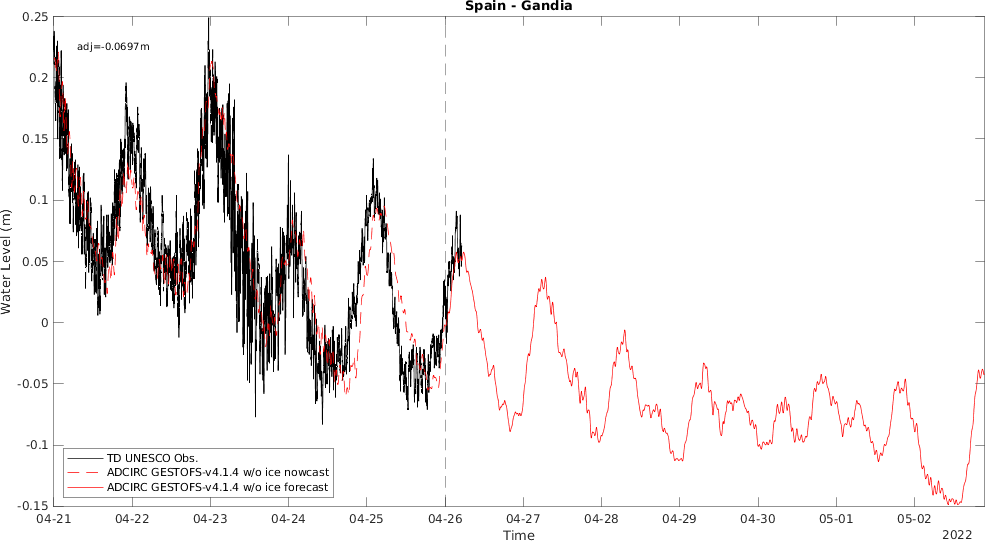 Spain - Gandia
adj=-0.0697m
Water Level (m)
0.25
0.2
0.15
0.1
0.05
0
-0.05
-0.1
-0.15
TD UNESCO Obs.
ADCIRC GESTOFS-v4.1.4 w/o ice nowcast
ADCIRC GESTOFS-v4.1.4 w/o ice forecast
04-21 04-22 04-23 04-24 04-25 04-26 04-27 04-28 04-29 04-30 05-01 05-02
Time
2022